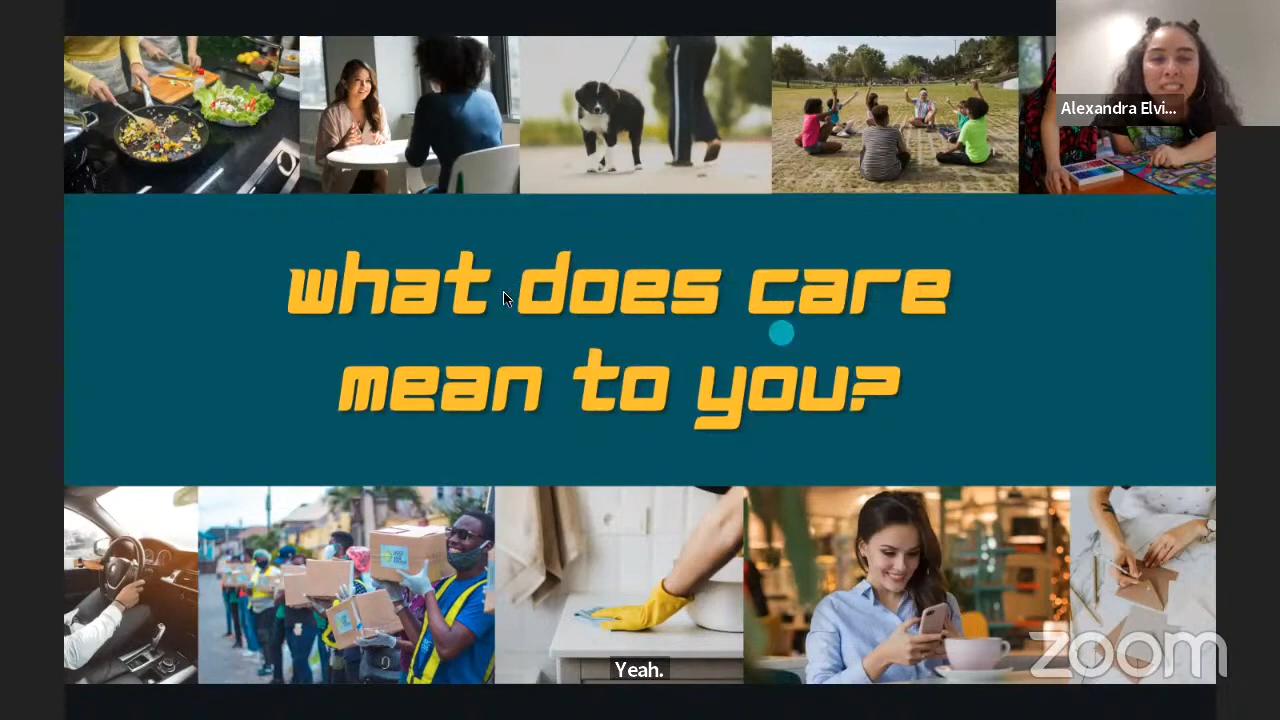 Alexandra Elvi...
what does care
mean to you?
Yeah.
zoom